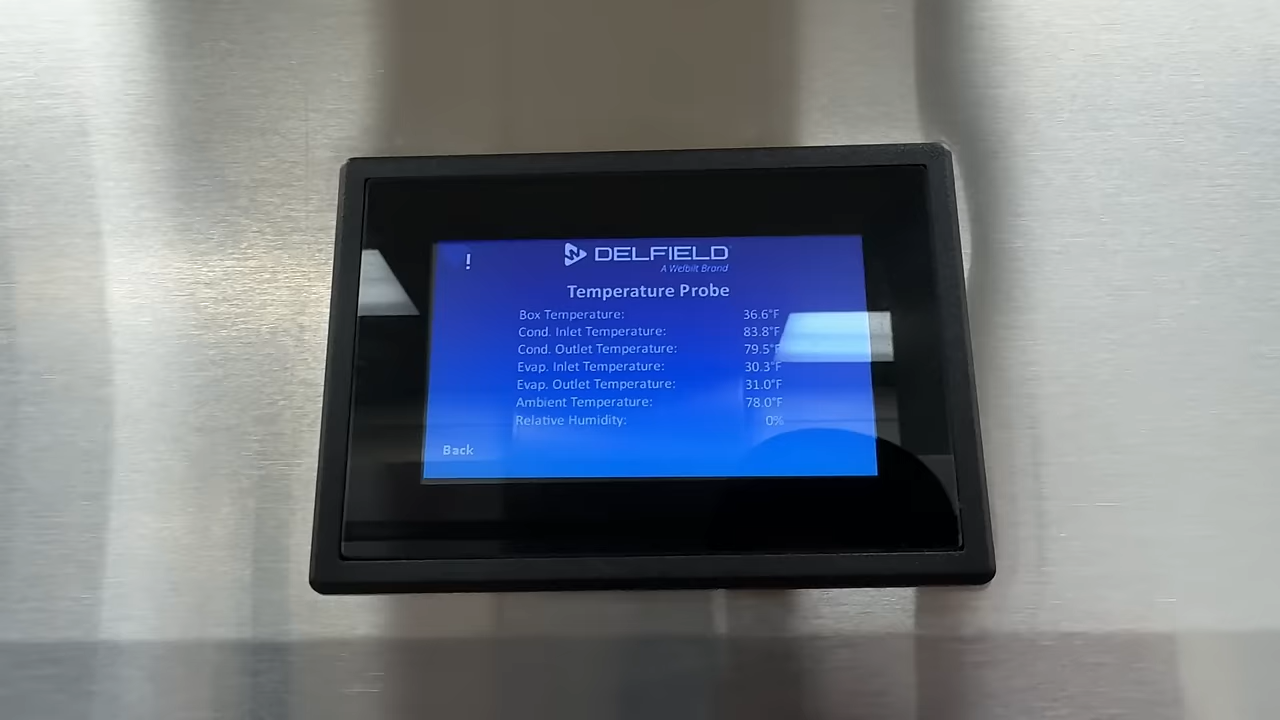 !
DELFIELD
A Welbilt Brand
Temperature Probe
Box Temperature: 36.6°F
Cond. Inlet Temperature: 83.8°F
Cond. Outlet Temperature: 79.5°F
Evap. Inlet Temperature: 30.3°F
Evap. Outlet Temperature: 31.0°F
Ambient Temperature: 78.0°F
Relative Humidity: 0%
Back